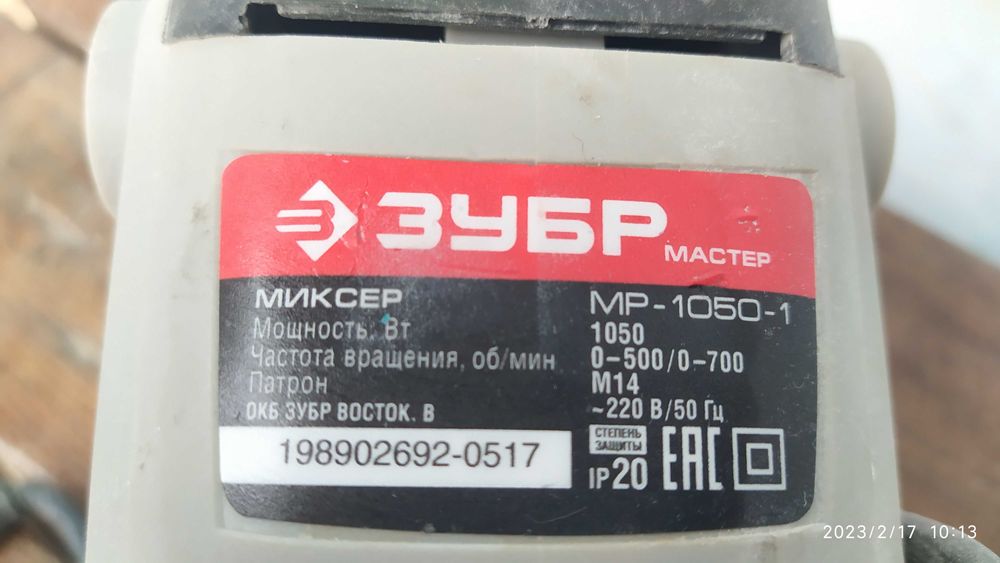 ЗУБР
МАСТЕР
МИКСЕР МР-1050-1
Мощность, Вт 1050
Частота вращения, об/мин 0-500/0-700
Патрон М14
ОКБ ЗУБР ВОСТОК. В ~220 В/50 Гц
198902692-0517
СТЕПЕНЬ
ЗАЩИТЫ
IP20 EAC
2023/2/17 10:13